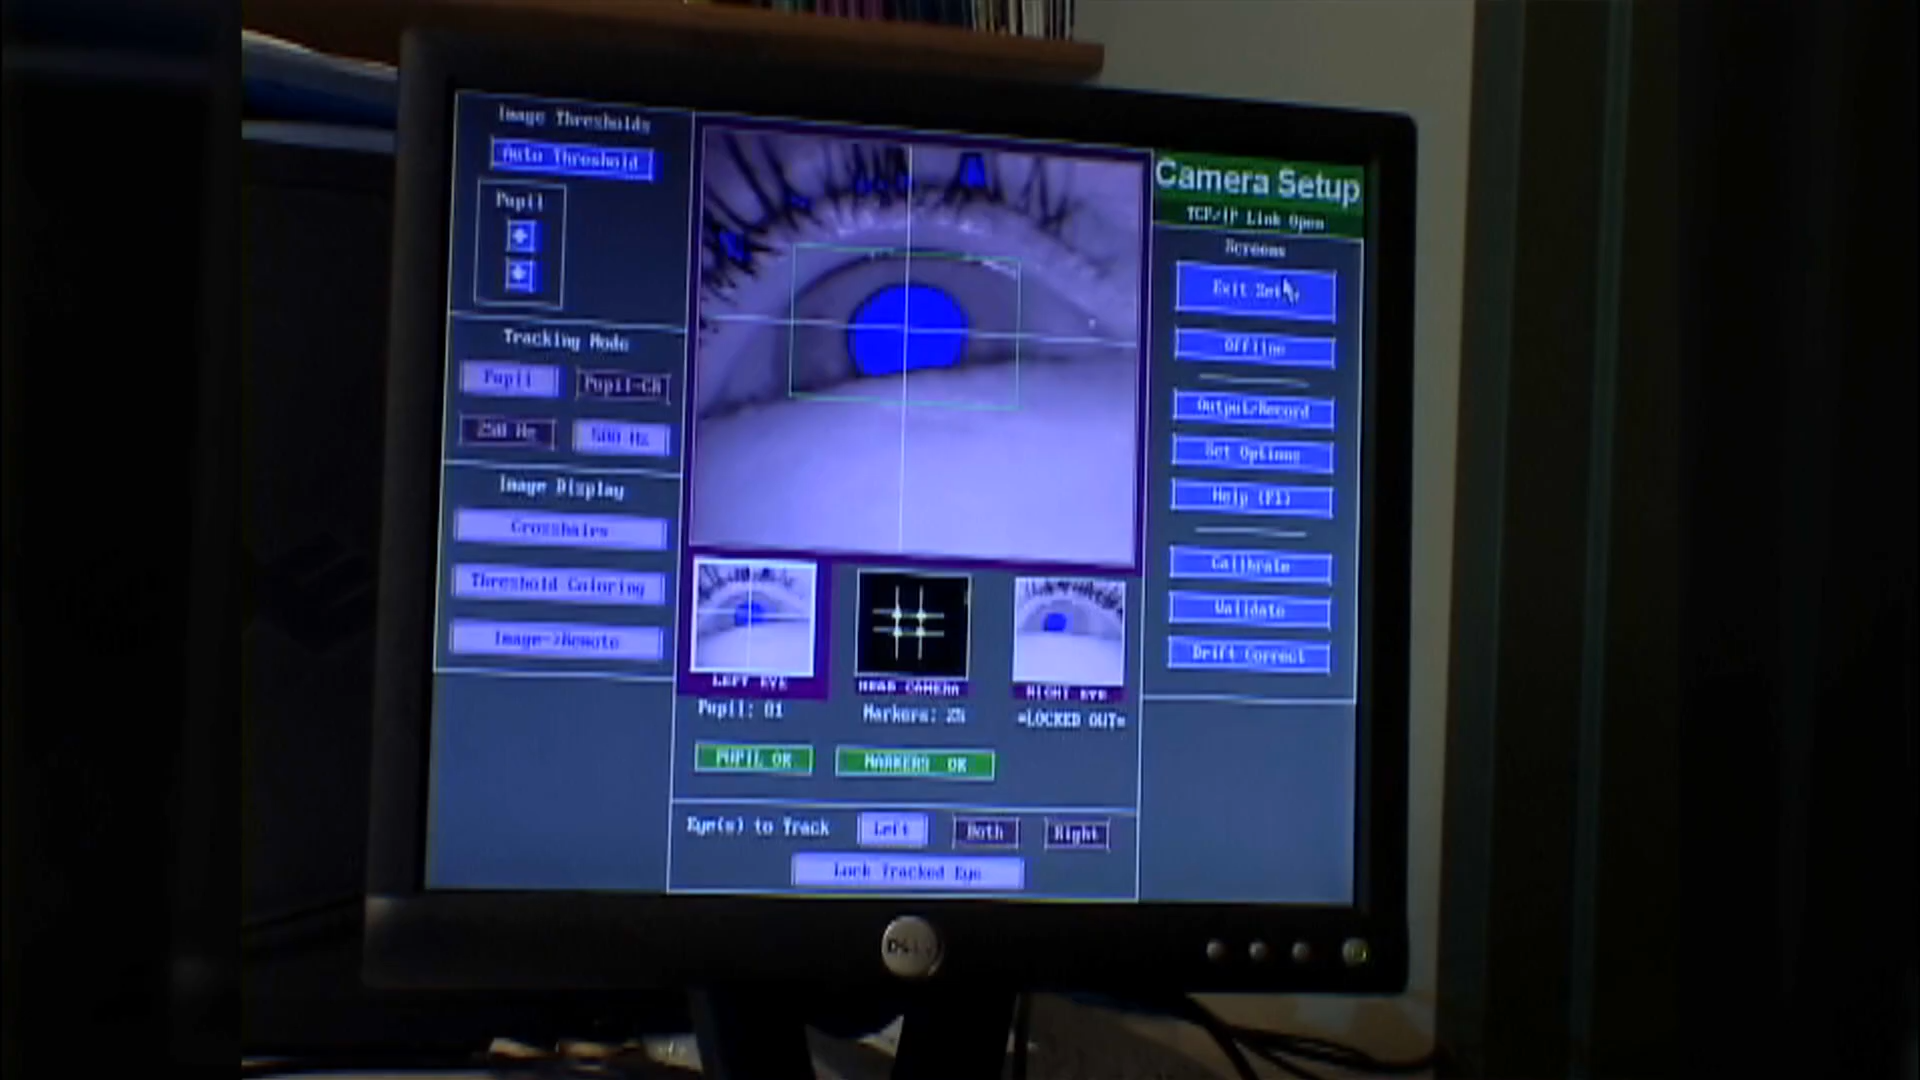 Image Thresholds
Auto Threshold
Pupil
Tracking Mode
Pupil
Pupil-CR
250 Hz
500 Hz
Image Display
Crosshairs
Threshold Coloring
Image->Remote
LEFT EYE
HEAD CAMERA
RIGHT EYE
Pupil: 81
Markers:
*LOCKED OUT*
PUPIL OK
MARKERS OK
Eye(s) to Track
Left
Both
Right
Lock Tracked Eye
Camera Setup
TCP/IP Link Open
Screens
Exit
Offline
Output/Record
Set Options
Help (F1)
Calibrate
Validate
Drift Correct
DELL